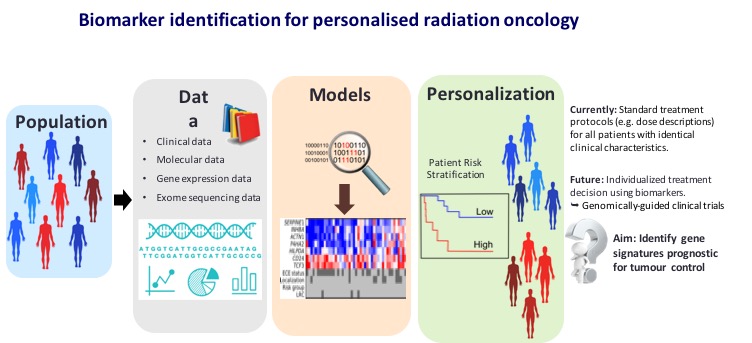 Biomarker identification for personalised radiation oncology
Population
Dat
a
• Clinical data
• Molecular data
• Gene expression data
• Exome sequencing data
ATGGTCATTGCGCGAATAG
TTCGGATGGTCATTGCGCG
Models
10000110
10010001
00100101
10100110
10011101
01110101
SERPINE1
INHBA
ACTN1
P4HA2
HILPDA
CD24
TCF3
ECE status
Localization
Risk group
LRC
Personalization
Patient Risk
Stratification
Low
High
Currently: Standard treatment
protocols (e.g. dose descriptions)
for all patients with identical
clinical characteristics.
Future: Individualized treatment
decision using biomarkers.
➥ Genomically-guided clinical trials
Aim: Identify gene
signatures prognostic
for tumour control